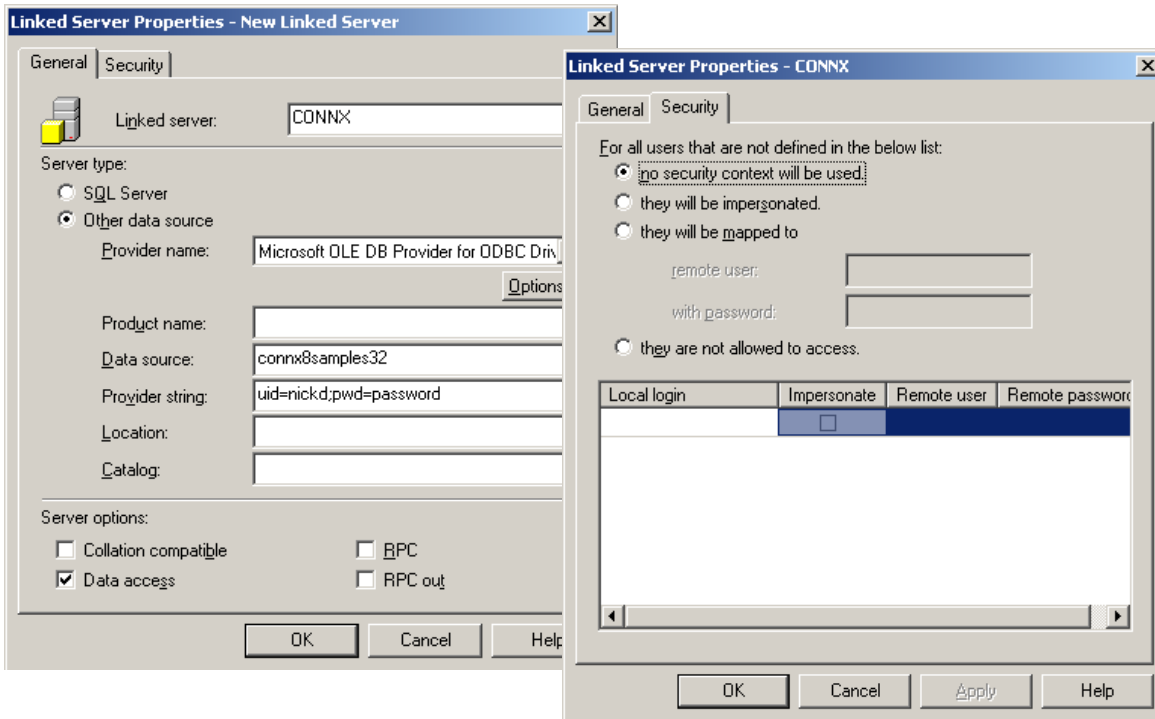 Linked Server Properties - New Linked Server
General Security
Linked server: CONNX
Server type:
SQL Server
Other data source
Provider name: Microsoft OLE DB Provider for ODBC Driv
Options
Product name:
Data source: connx8samples32
Provider string: uid=nickd;pwd=password
Location:
Catalog:
Server options:
Collation compatible RPC
Data access RPC out
OK Cancel Help
Linked Server Properties - CONNX
General Security
For all users that are not defined in the below list:
no security context will be used.
they will be impersonated.
they will be mapped to
remote user:
with password:
they are not allowed to access.
Local login Impersonate Remote user Remote password
OK Cancel Apply Help